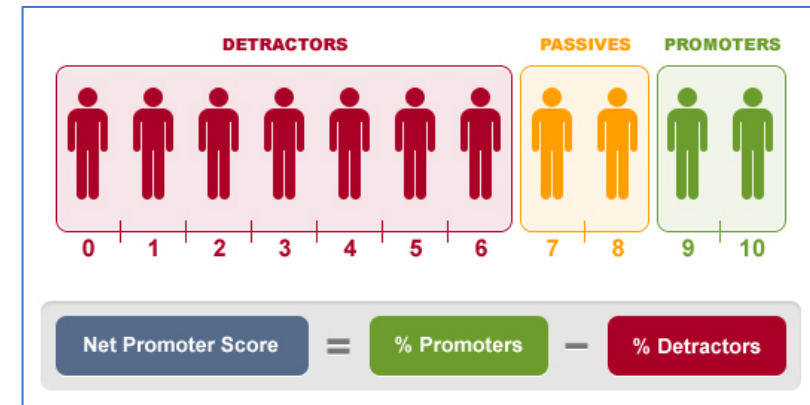 DETRACTORS PASSIVES PROMOTERS
0 1 2 3 4 5 6 7 8 9 10
Net Promoter Score = % Promoters − % Detractors